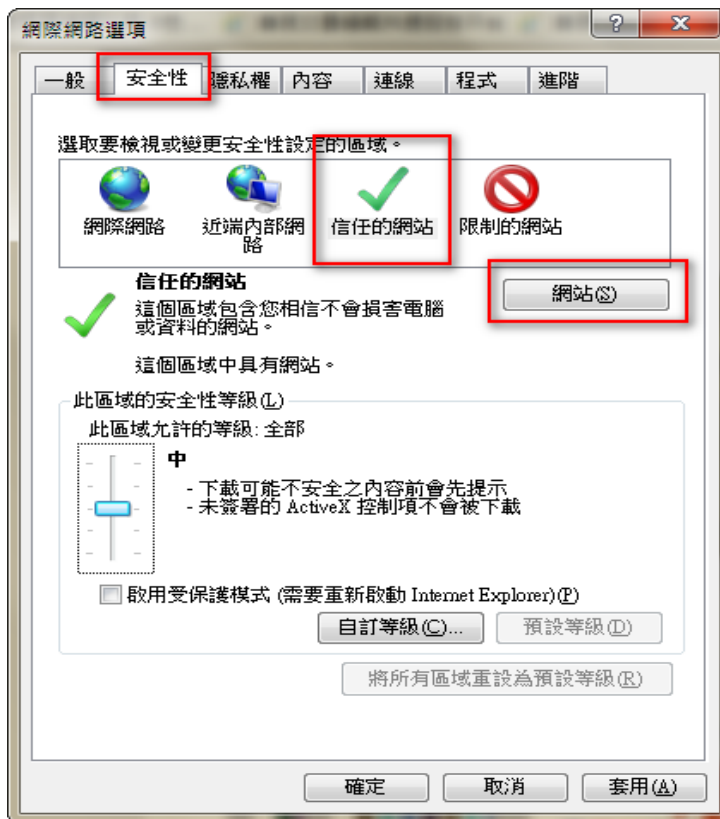 網際網路選項
?
X
一般 安全性 隱私權 內容 連線 程式 進階
選取要檢視或變更安全性設定的區域。
網際網路 近端內部網路 信任的網站 限制的網站
信任的網站
網站(S)
這個區域包含您相信不會損害電腦
或資料的網站。
這個區域中具有網站。
此區域的安全性等級(L)
此區域允許的等級: 全部
中
- 下載可能不安全之內容前會先提示
- 未簽署的 ActiveX 控制項不會被下載
啟用受保護模式 (需要重新啟動 Internet Explorer)(P)
自訂等級(C)... 預設等級(D)
將所有區域重設為預設等級(R)
確定 取消 套用(A)